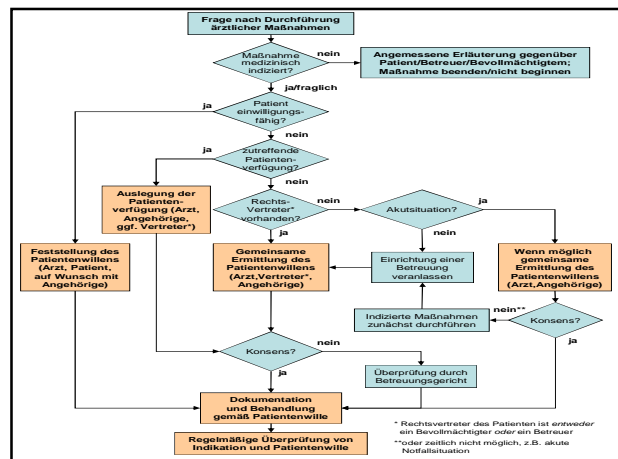 Frage nach Durchführung
ärztlicher Maßnahmen
Maßnahme
medizinisch
indiziert?
nein
Angemessene Erläuterung gegenüber
Patient/Betreuer/Bevollmächtigtem;
Maßnahme beenden/nicht beginnen
ja/fraglich
ja
Patient
einwilligungs-
fähig?
nein
ja
zutreffende
Patienten-
verfügung?
nein
Auslegung der
Patienten-
verfügung (Arzt,
Angehörige,
ggf. Vertreter*)
Rechts-
Vertreter*
vorhanden?
nein
Akutsituation?
ja
ja
nein
Feststellung des
Patientenwillens
(Arzt, Patient,
auf Wunsch mit
Angehörige)
Gemeinsame
Ermittlung des
Patientenwillens
(Arzt,Vertreter*,
Angehörige)
Einrichtung einer
Betreuung
veranlassen
Wenn möglich
gemeinsame
Ermittlung des
Patientenwillens
(Arzt,Angehörige)
Indizierte Maßnahmen
zunächst durchführen
nein**
Konsens?
ja
Konsens?
nein
ja
Überprüfung durch
Betreuungsgericht
Dokumentation
und Behandlung
gemäß Patientenwille
Regelmäßige Überprüfung von
Indikation und Patientenwille
* Rechtsvertreter des Patienten ist entweder
ein Bevollmächtigter oder ein Betreuer
**oder zeitlich nicht möglich, z.B. akute
Notfallsituation